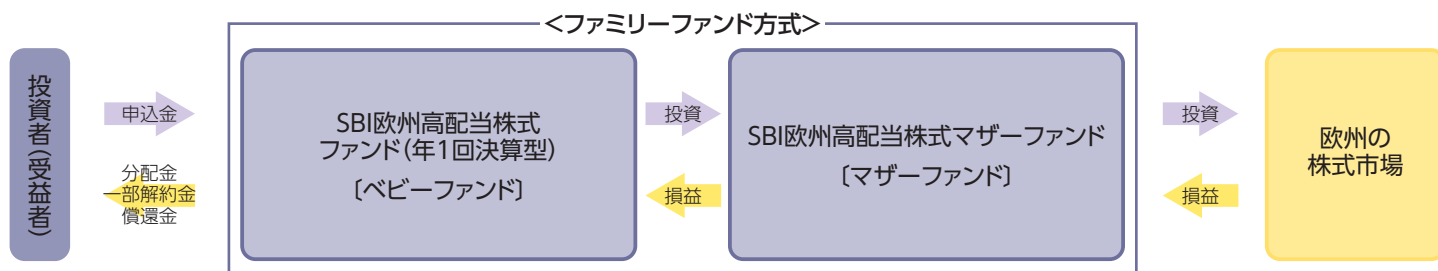 <ファミリーファンド方式>
投資者(受益者)
申込金
分配金
一部解約金
償還金
SBI欧州高配当株式
ファンド(年1回決算型)
〔ベビーファンド〕
投資
損益
SBI欧州高配当株式マザーファンド
〔マザーファンド〕
投資
損益
欧州の
株式市場